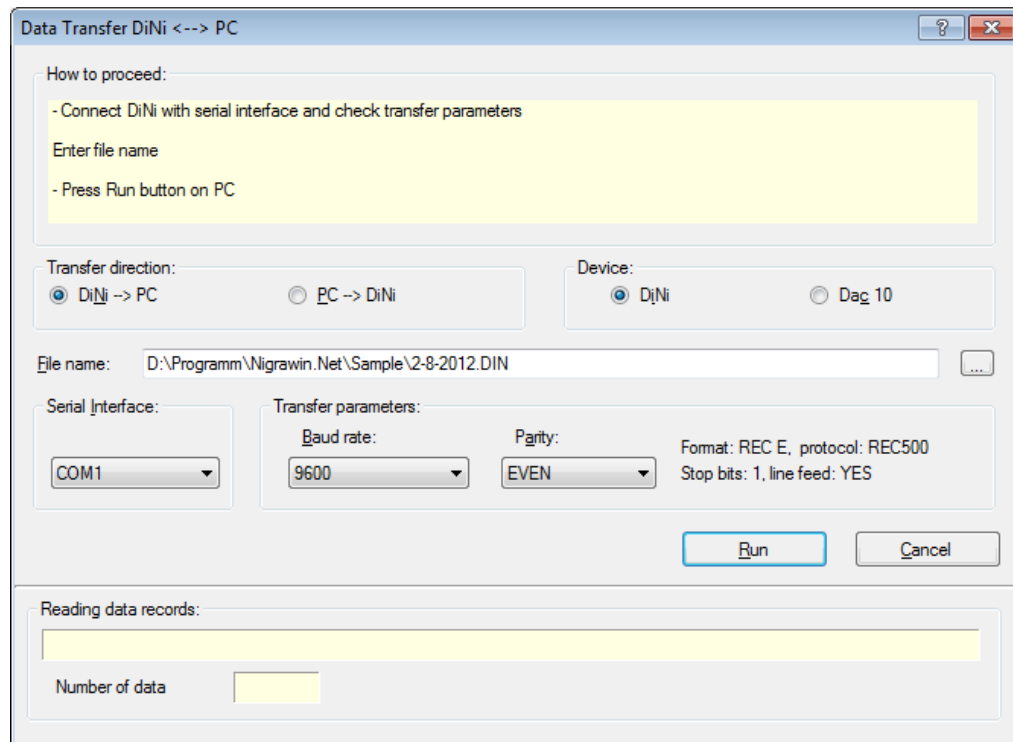 Data Transfer DiNi <--> PC
How to proceed:
- Connect DiNi with serial interface and check transfer parameters
Enter file name
- Press Run button on PC
Transfer direction:
DiNi --> PC
PC --> DiNi
Device:
DiNi
Dac 10
File name:
D:\Programm\Nigrawin.Net\Sample\2-8-2012.DIN
...
Serial Interface:
COM1
Transfer parameters:
Baud rate:
9600
Parity:
EVEN
Format: REC E, protocol: REC500
Stop bits: 1, line feed: YES
Run
Cancel
Reading data records:
Number of data